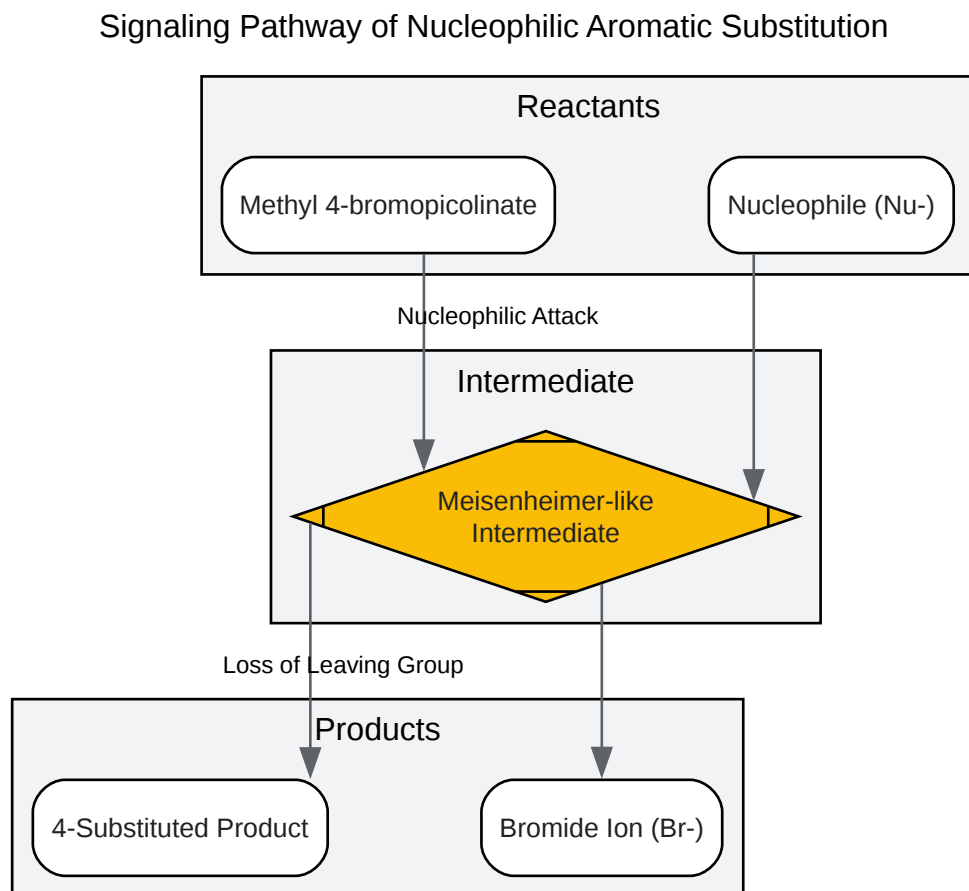 Signaling Pathway of Nucleophilic Aromatic Substitution
Reactants
Methyl 4-bromopicolinate
Nucleophile (Nu-)
Nucleophilic Attack
Intermediate
Meisenheimer-like
Intermediate
Loss of Leaving Group
Products
4-Substituted Product
Bromide Ion (Br-)